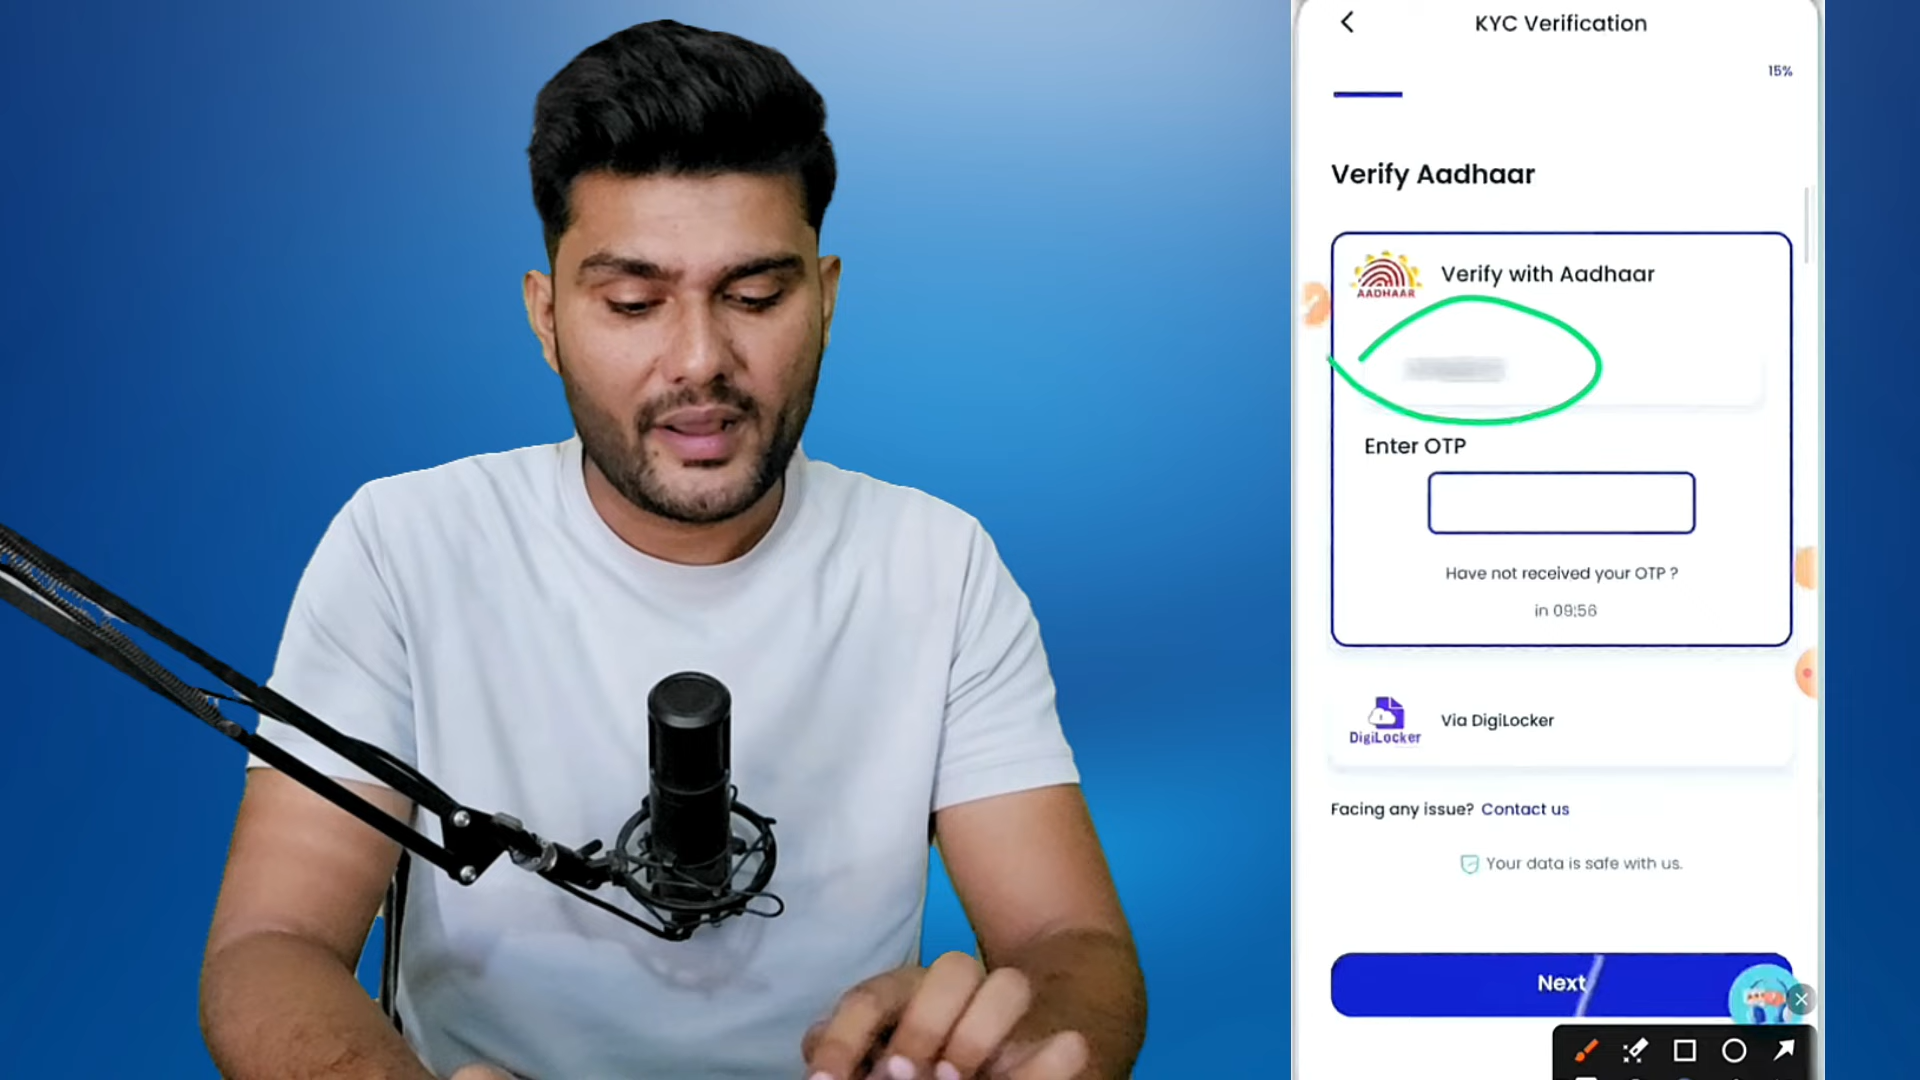 KYC Verification
15%
Verify Aadhaar
AADHAAR
Verify with Aadhaar
Enter OTP
Have not received your OTP ?
in 09:56
DigiLocker
Via DigiLocker
Facing any issue? Contact us
Your data is safe with us.
Next